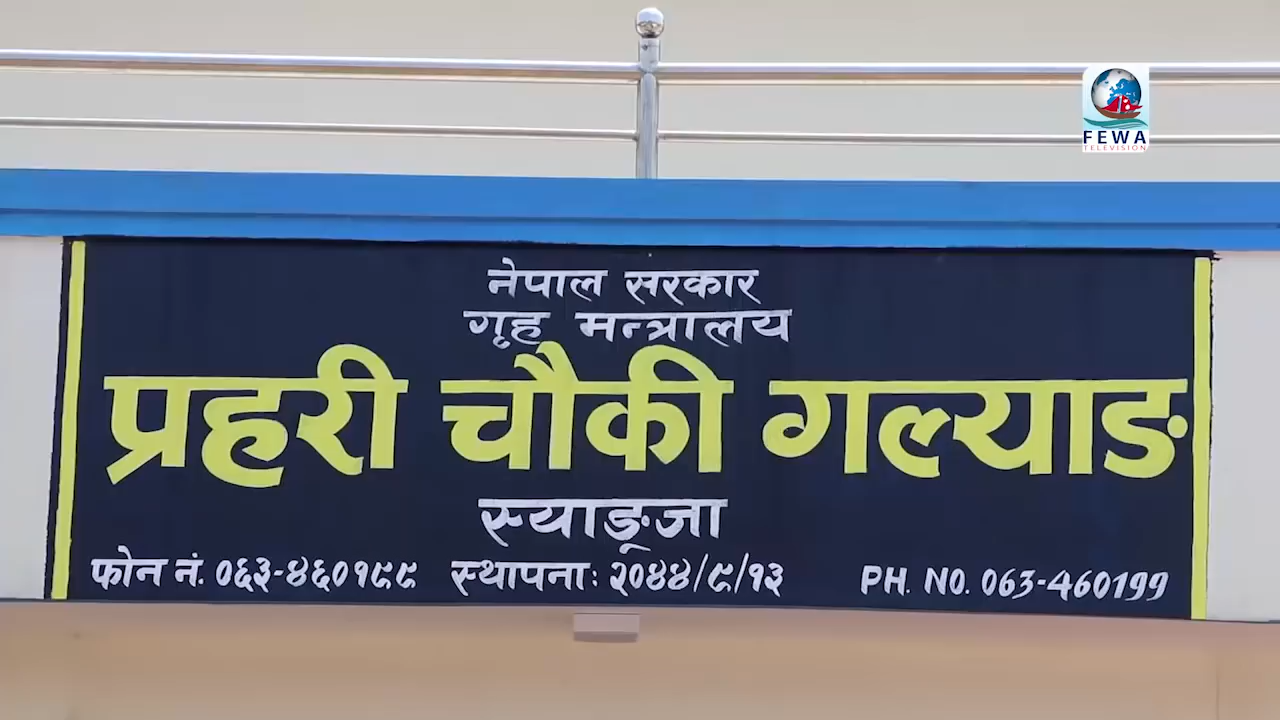 FEWA
TELEVISION
नेपाल सरकार
गृह मन्त्रालय
प्रहरी चौकी गल्याङ
स्याङ्जा
फोन नं. ०६३-४६०१९९ स्थापना: २०४४/९/१३ PH. NO. 063-460199